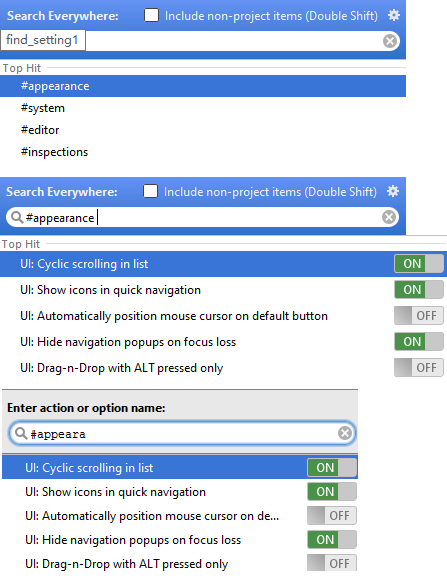 Search Everywhere: Include non-project items (Double Shift)
find_setting1
Top Hit
#appearance
#system
#editor
#inspections
Search Everywhere: Include non-project items (Double Shift)
#appearance
Top Hit
UI: Cyclic scrolling in list ON
UI: Show icons in quick navigation ON
UI: Automatically position mouse cursor on default button OFF
UI: Hide navigation popups on focus loss ON
UI: Drag-n-Drop with ALT pressed only OFF
Enter action or option name:
#appeara
UI: Cyclic scrolling in list ON
UI: Show icons in quick navigation ON
UI: Automatically position mouse cursor on de... OFF
UI: Hide navigation popups on focus loss ON
UI: Drag-n-Drop with ALT pressed only OFF